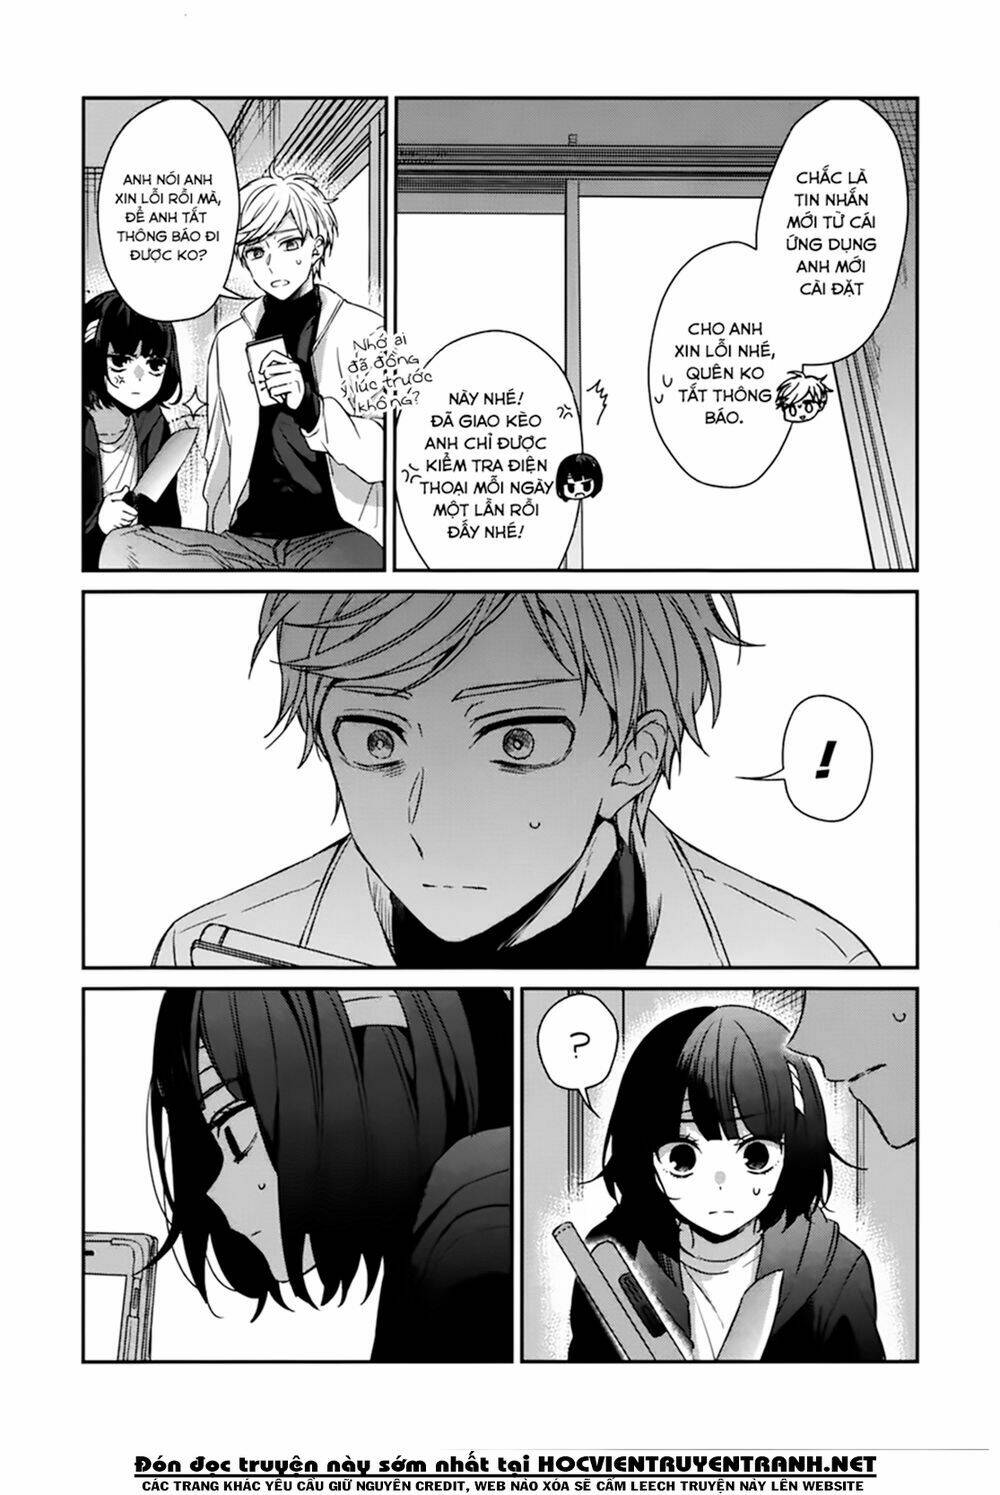 CHẮC LÀ
TIN NHẮN
MỚI TỪ CÁI
ỨNG DỤNG
ANH MỚI
CÀI ĐẶT
CHO ANH
XIN LỖI NHÉ,
QUÊN KO
TẮT THÔNG
BÁO.
NÀY NHÉ!
ĐÃ GIAO KÈO
ANH CHỈ ĐƯỢC
KIỂM TRA ĐIỆN
THOẠI MỖI NGÀY
MỘT LẦN RỒI
ĐẤY NHÉ!
ANH NÓI ANH
XIN LỖI RỒI MÀ,
ĐỂ ANH TẮT
THÔNG BÁO ĐI
ĐƯỢC KO?
Nhớ ai
đã đồng
ý lúc trước
không?
!
?
Đón đọc truyện này sớm nhất tại HOCVIENTRUYENTRANH.NET
CÁC TRANG KHÁC YÊU CẦU GIỮ NGUYÊN CREDIT, WEB NÀO XÓA SẼ CẤM LEECH TRUYỆN NÀY LÊN WEBSITE